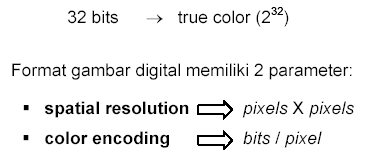 32 bits → true color (2³²)
Format gambar digital memiliki 2 parameter:
▪ spatial resolution ⇨ pixels X pixels
▪ color encoding ⇨ bits / pixel